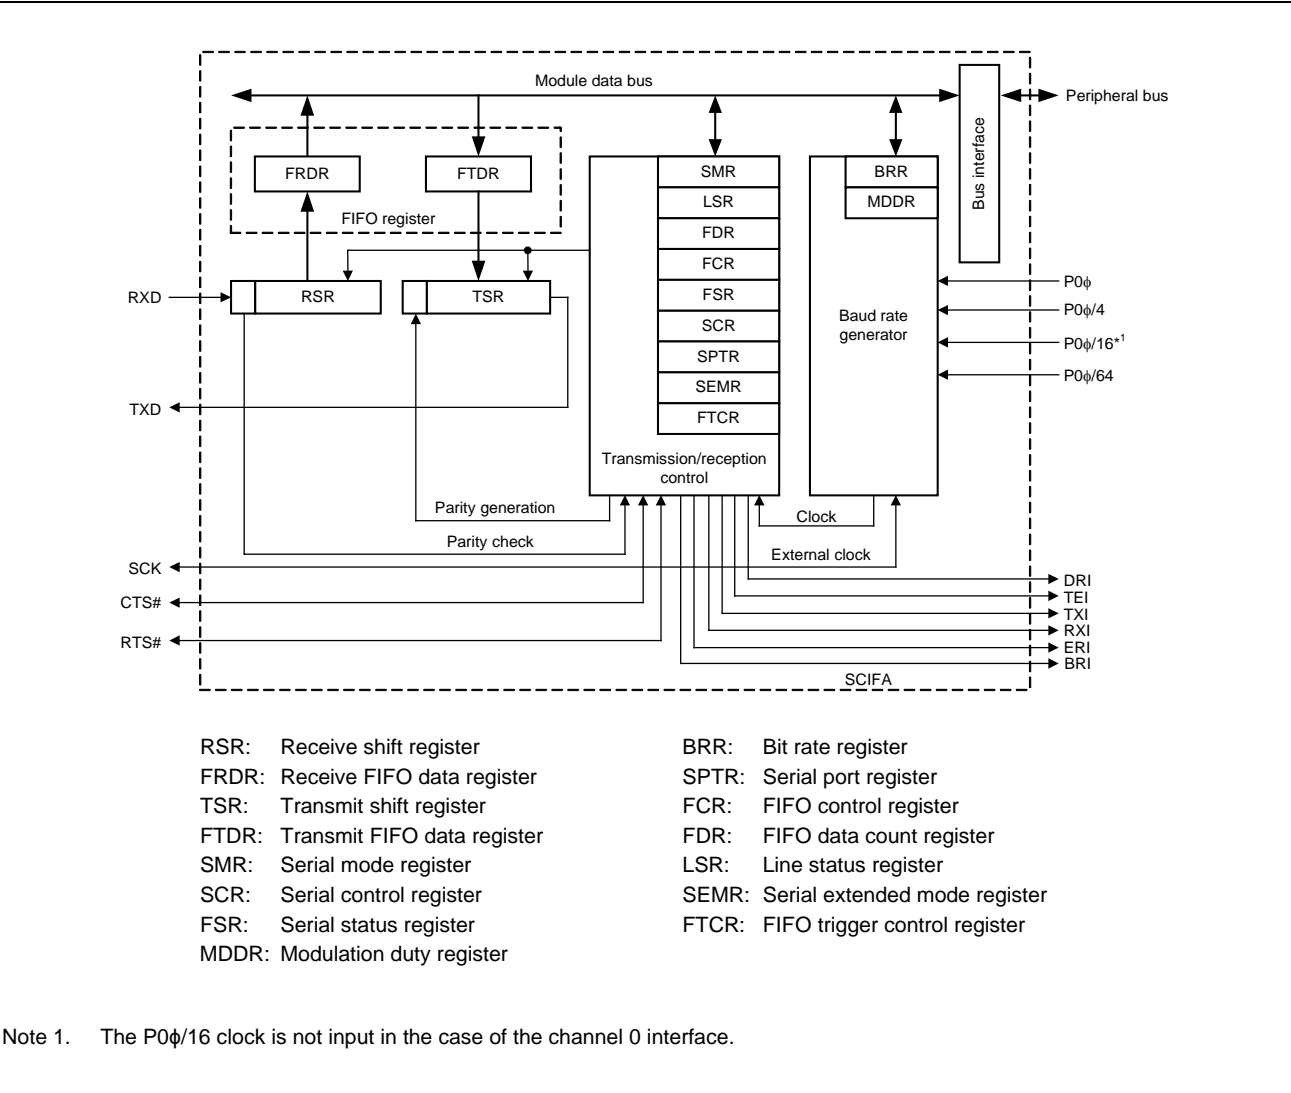 Module data bus
Peripheral bus
Bus interface
FRDR
FTDR
FIFO register
SMR
LSR
FDR
FCR
FSR
SCR
SPTR
SEMR
FTCR
Transmission/reception
control
BRR
MDDR
Baud rate
generator
P0ϕ
P0ϕ/4
P0ϕ/16*1
P0ϕ/64
RXD
RSR
TSR
TXD
Parity generation
Parity check
Clock
External clock
SCK
CTS#
RTS#
DRI
TEI
TXI
RXI
ERI
BRI
SCIFA
RSR: Receive shift register
FRDR: Receive FIFO data register
TSR: Transmit shift register
FTDR: Transmit FIFO data register
SMR: Serial mode register
SCR: Serial control register
FSR: Serial status register
MDDR: Modulation duty register
BRR: Bit rate register
SPTR: Serial port register
FCR: FIFO control register
FDR: FIFO data count register
LSR: Line status register
SEMR: Serial extended mode register
FTCR: FIFO trigger control register
Note 1. The P0ϕ/16 clock is not input in the case of the channel 0 interface.